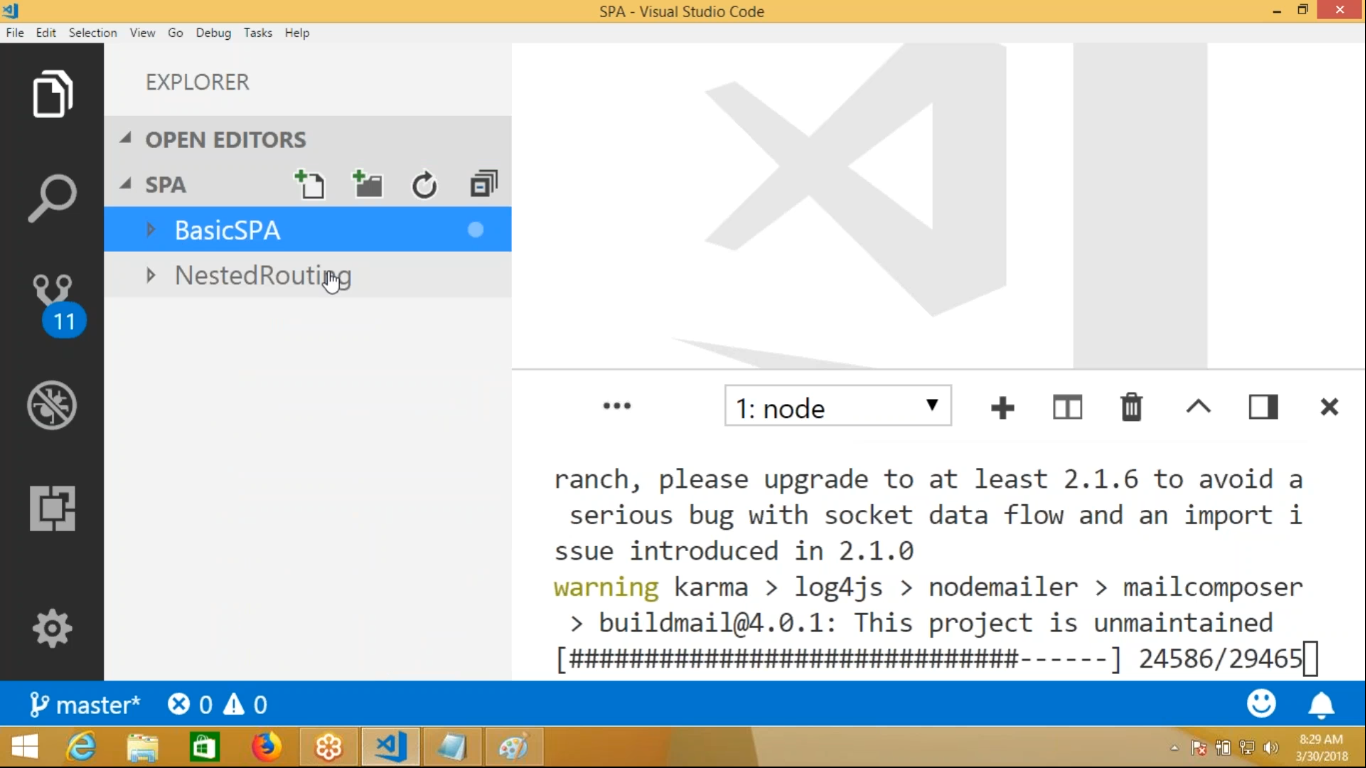 SPA - Visual Studio Code
File Edit Selection View Go Debug Tasks Help
EXPLORER
OPEN EDITORS
SPA
BasicSPA
NestedRouting
11
1: node
ranch, please upgrade to at least 2.1.6 to avoid a
serious bug with socket data flow and an import i
ssue introduced in 2.1.0
warning karma > log4js > nodemailer > mailcomposer
> buildmail@4.0.1: This project is unmaintained
[##############################------] 24586/29465
master* 0 0
8:29 AM
3/30/2018